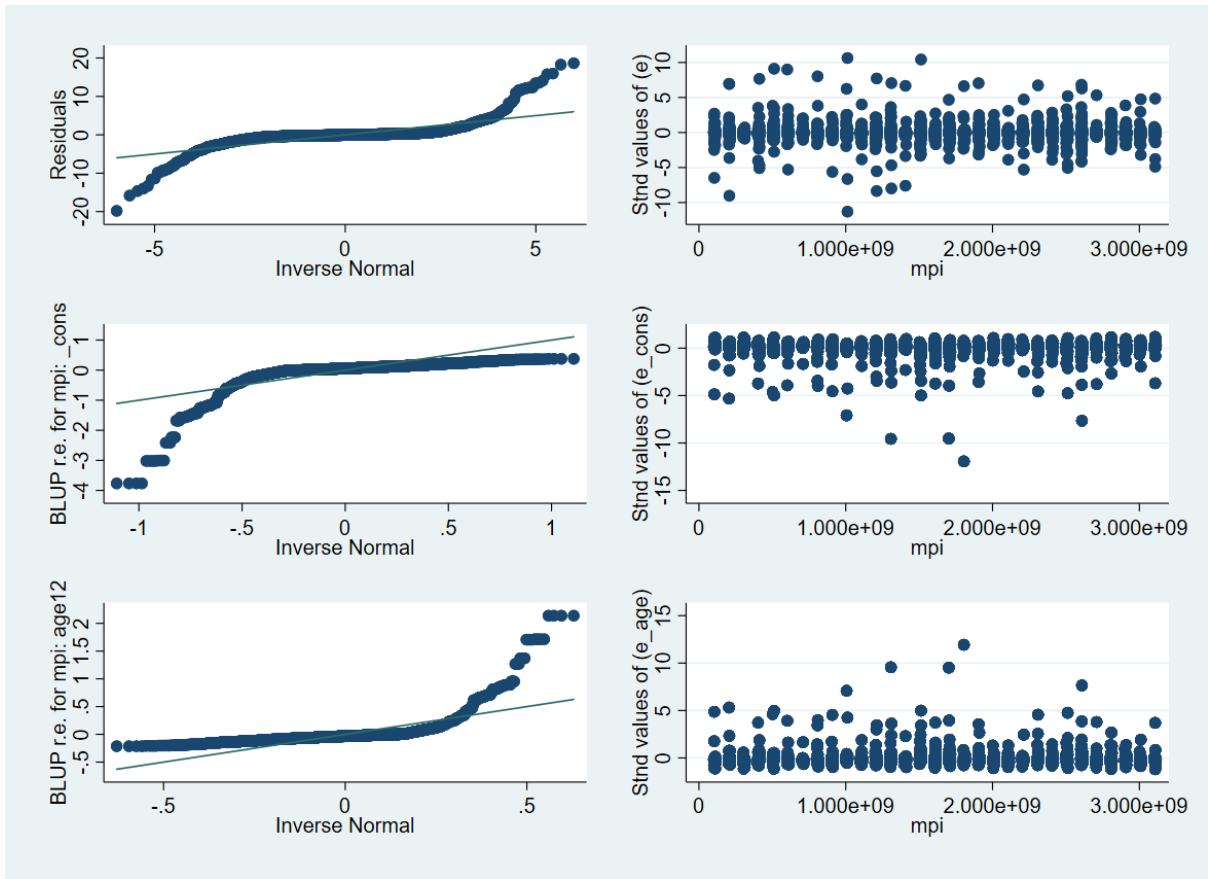 Residuals
20
10
0
-10
-20
-5
0
5
Inverse Normal
Stnd values of (e)
10
5
0
-5
-10
0
1.000e+09
2.000e+09
3.000e+09
mpi
BLUP r.e. for mpi: _cons
1
0
-1
-2
-3
-4
-1
-.5
0
.5
1
Inverse Normal
Stnd values of (e_cons)
0
-5
-10
-15
0
1.000e+09
2.000e+09
3.000e+09
mpi
BLUP r.e. for mpi: age12
2
1.5
1
.5
0
-.5
-.5
0
.5
Inverse Normal
Stnd values of (e_age)
15
10
5
0
0
1.000e+09
2.000e+09
3.000e+09
mpi